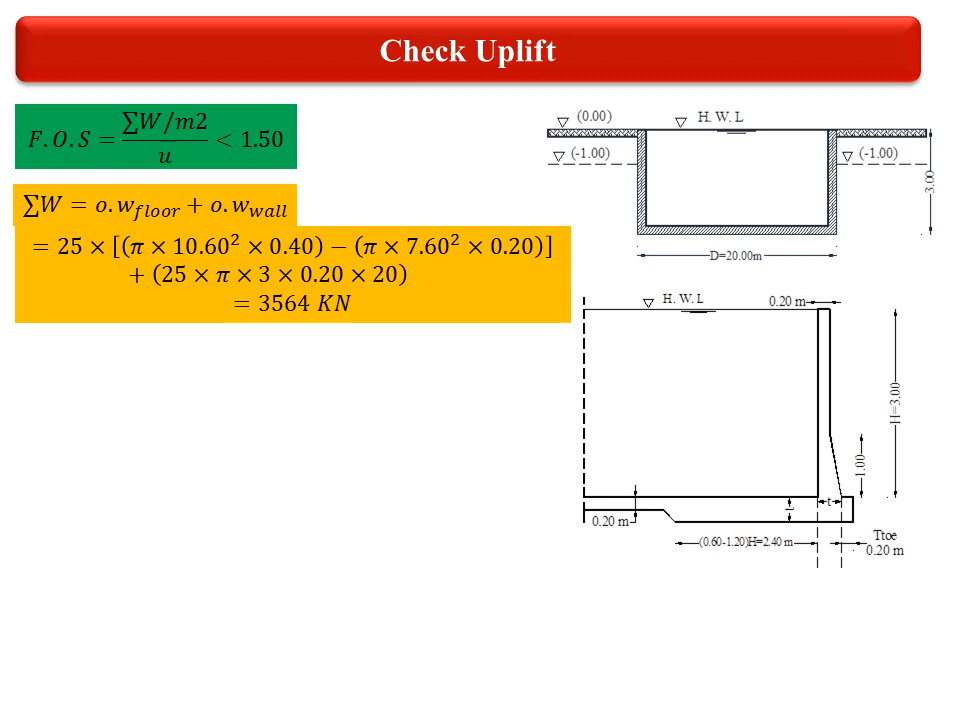 Check Uplift
F.O.S = ∑W/m2 / u < 1.50
∑W = o.w_floor + o.w_wall
= 25 × [(π × 10.60² × 0.40) − (π × 7.60² × 0.20)]
+ (25 × π × 3 × 0.20 × 20)
= 3564 KN
(0.00)
H. W. L
(-1.00)
(-1.00)
3.00
D=20.00m
H. W. L
0.20 m
H=3.00
1.00
t
t
0.20 m
(0.60-1.20)H=2.40 m
Ttoe
0.20 m